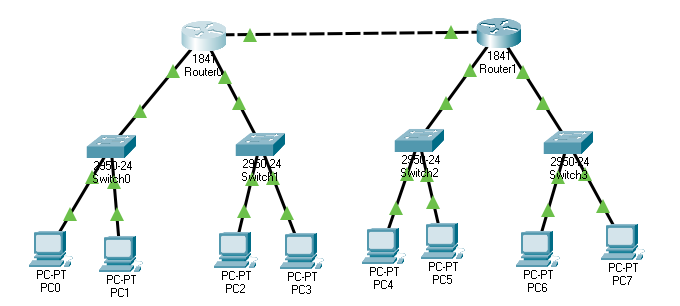 1841
Router0
1841
Router1
2950-24
Switch0
2950-24
Switch1
2950-24
Switch2
2950-24
Switch3
PC-PT
PC0
PC-PT
PC1
PC-PT
PC2
PC-PT
PC3
PC-PT
PC4
PC-PT
PC5
PC-PT
PC6
PC-PT
PC7